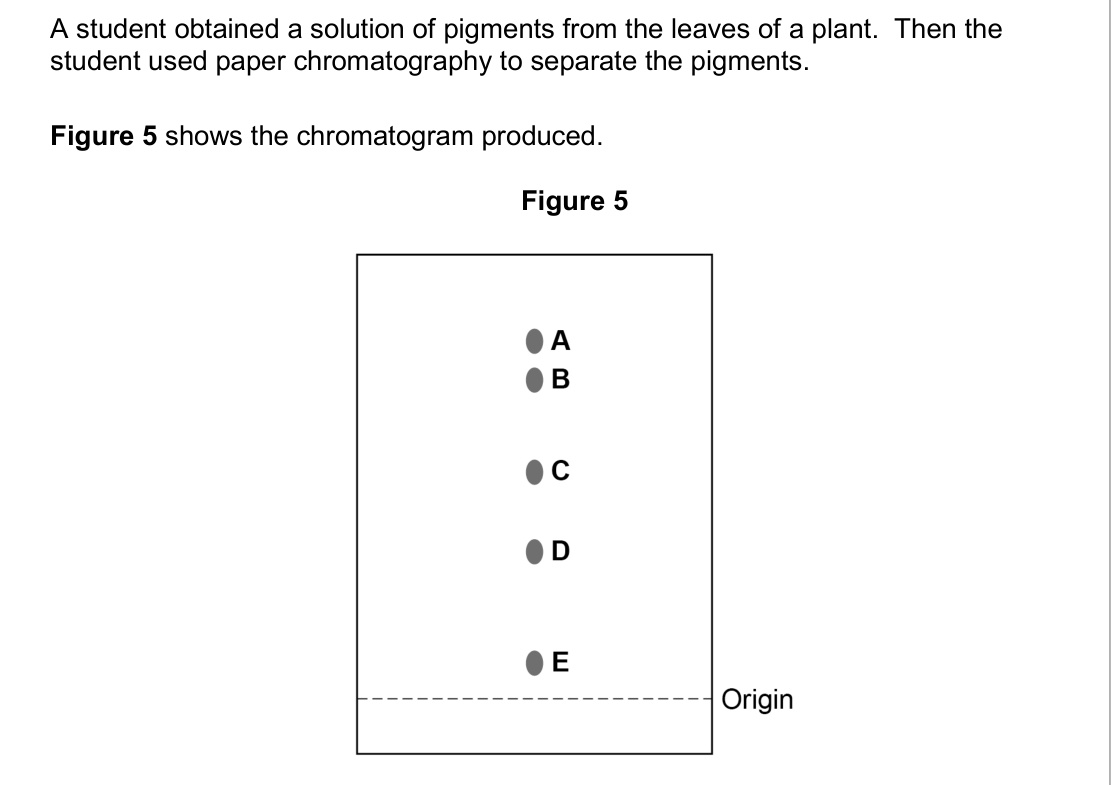 A student obtained a solution of pigments from the leaves of a plant.  Then the
student used paper chromatography to separate the pigments.
Figure 5 shows the chromatogram produced.
Figure 5
A
B
C
D
E
Origin